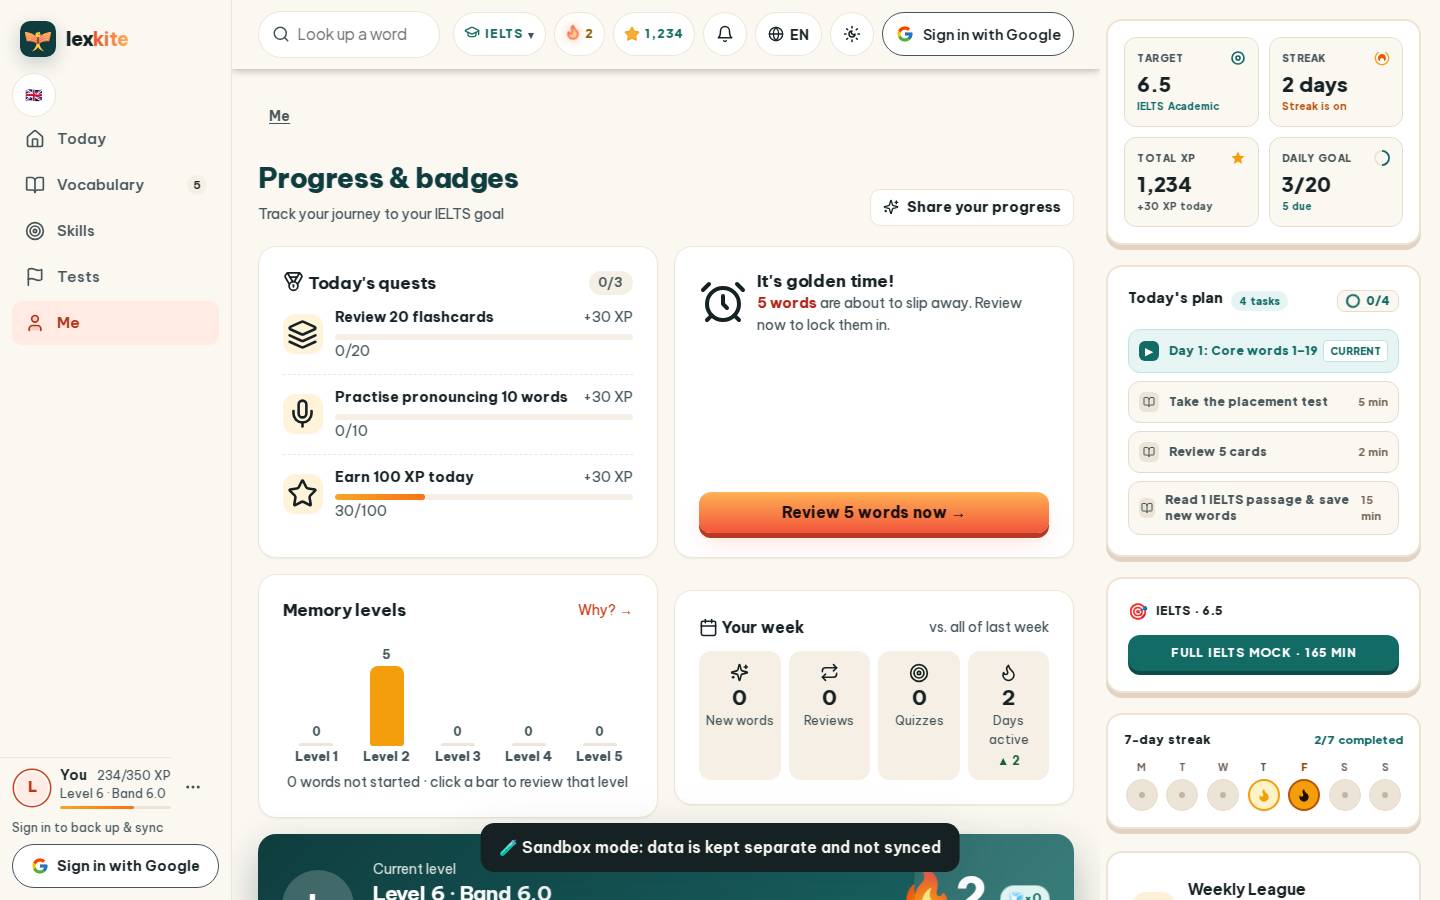 lexkite
Today
Vocabulary 5
Skills
Tests
Me
L
You 234/350 XP
Level 6 · Band 6.0
Sign in to back up & sync
Sign in with Google
Look up a word
IELTS ▾
2
1,234
EN
Sign in with Google
Me
Progress & badges
Track your journey to your IELTS goal
Share your progress
Today's quests 0/3
Review 20 flashcards +30 XP
0/20
Practise pronouncing 10 words +30 XP
0/10
Earn 100 XP today +30 XP
30/100
It's golden time!
5 words are about to slip away. Review
now to lock them in.
Review 5 words now →
Memory levels Why? →
0 5 0 0 0
Level 1 Level 2 Level 3 Level 4 Level 5
0 words not started · click a bar to review that level
Your week vs. all of last week
0 0 0 2
New words Reviews Quizzes Days
active
▲ 2
Current level
Level 6 · Band 6.0
2
×0
🧪 Sandbox mode: data is kept separate and not synced
TARGET
6.5
IELTS Academic
STREAK
2 days
Streak is on
TOTAL XP
1,234
+30 XP today
DAILY GOAL
3/20
5 due
Today's plan 4 tasks 0/4
Day 1: Core words 1–19 CURRENT
Take the placement test 5 min
Review 5 cards 2 min
Read 1 IELTS passage & save 15
new words min
IELTS · 6.5
FULL IELTS MOCK · 165 MIN
7-day streak 2/7 completed
M T W T F S S
Weekly League